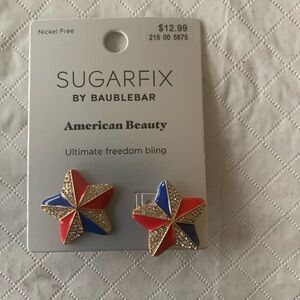 Nickel Free
$12.99
215 00 5675
SUGARFIX
BY BAUBLEBAR
American Beauty
Ultimate freedom bling